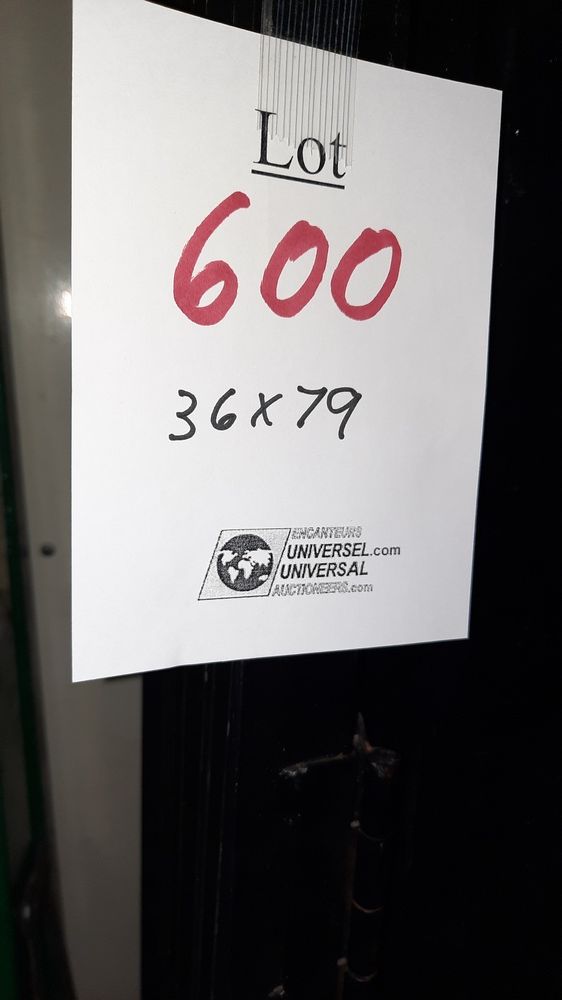 Lot
600
36x79
ENCANTEURS
UNIVERSEL.com
UNIVERSAL
AUCTIONEERS.com